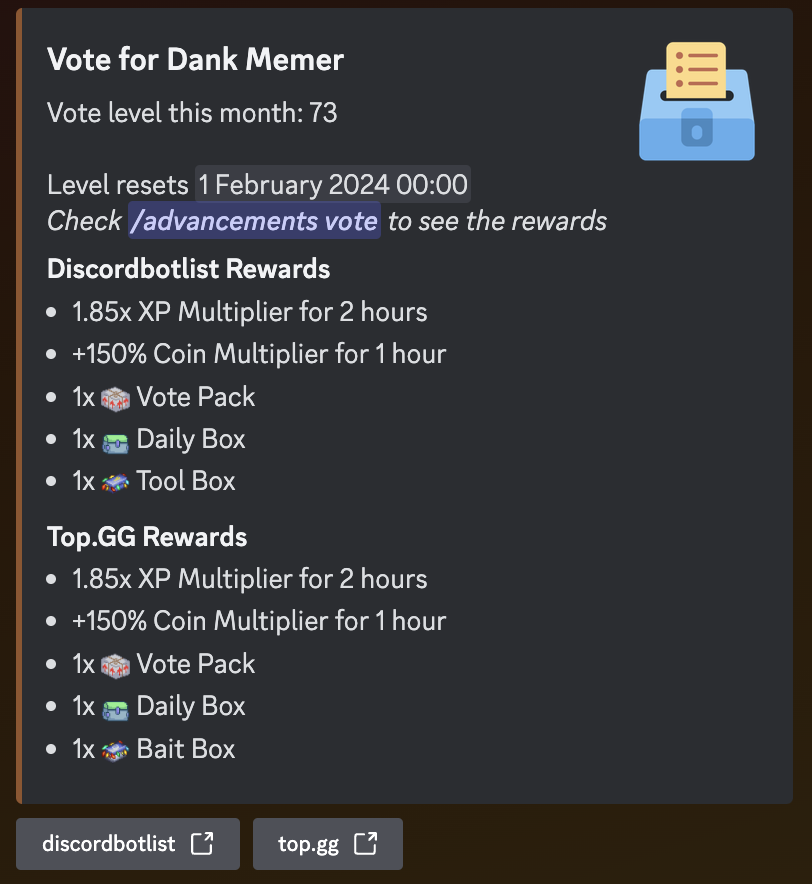 Vote for Dank Memer
Vote level this month: 73
Level resets 1 February 2024 00:00
Check /advancements vote to see the rewards
Discordbotlist Rewards
• 1.85x XP Multiplier for 2 hours
• +150% Coin Multiplier for 1 hour
• 1x Vote Pack
• 1x Daily Box
• 1x Tool Box
Top.GG Rewards
• 1.85x XP Multiplier for 2 hours
• +150% Coin Multiplier for 1 hour
• 1x Vote Pack
• 1x Daily Box
• 1x Bait Box
discordbotlist
top.gg